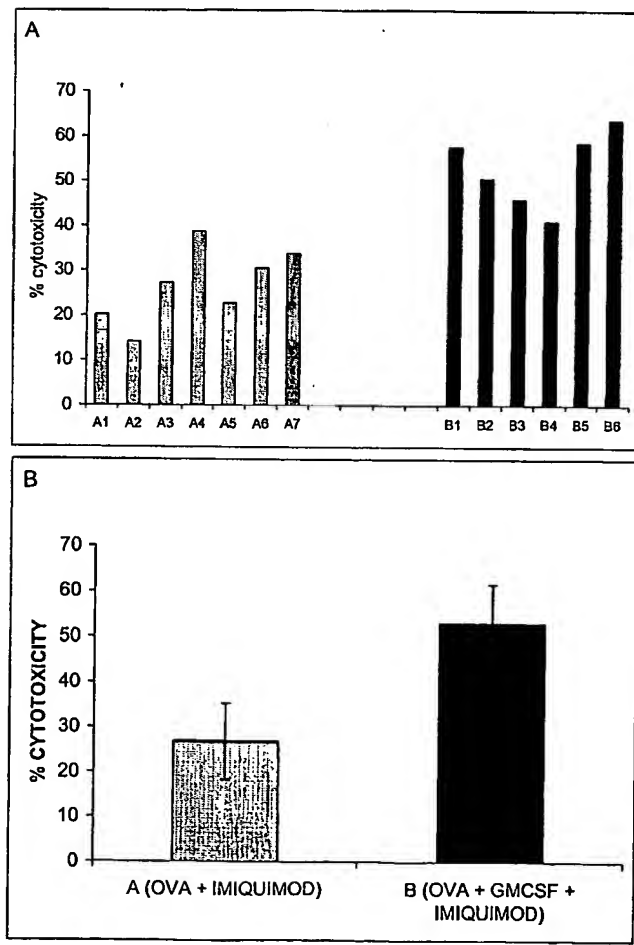 A
70
60
50
40
30
20
10
0
% cytotoxicity
A1 A2 A3 A4 A5 A6 A7 B1 B2 B3 B4 B5 B6
B
70
60
50
40
30
20
10
0
% CYTOTOXICITY
A (OVA + IMIQUIMOD) B (OVA + GMCSF +
IMIQUIMOD)